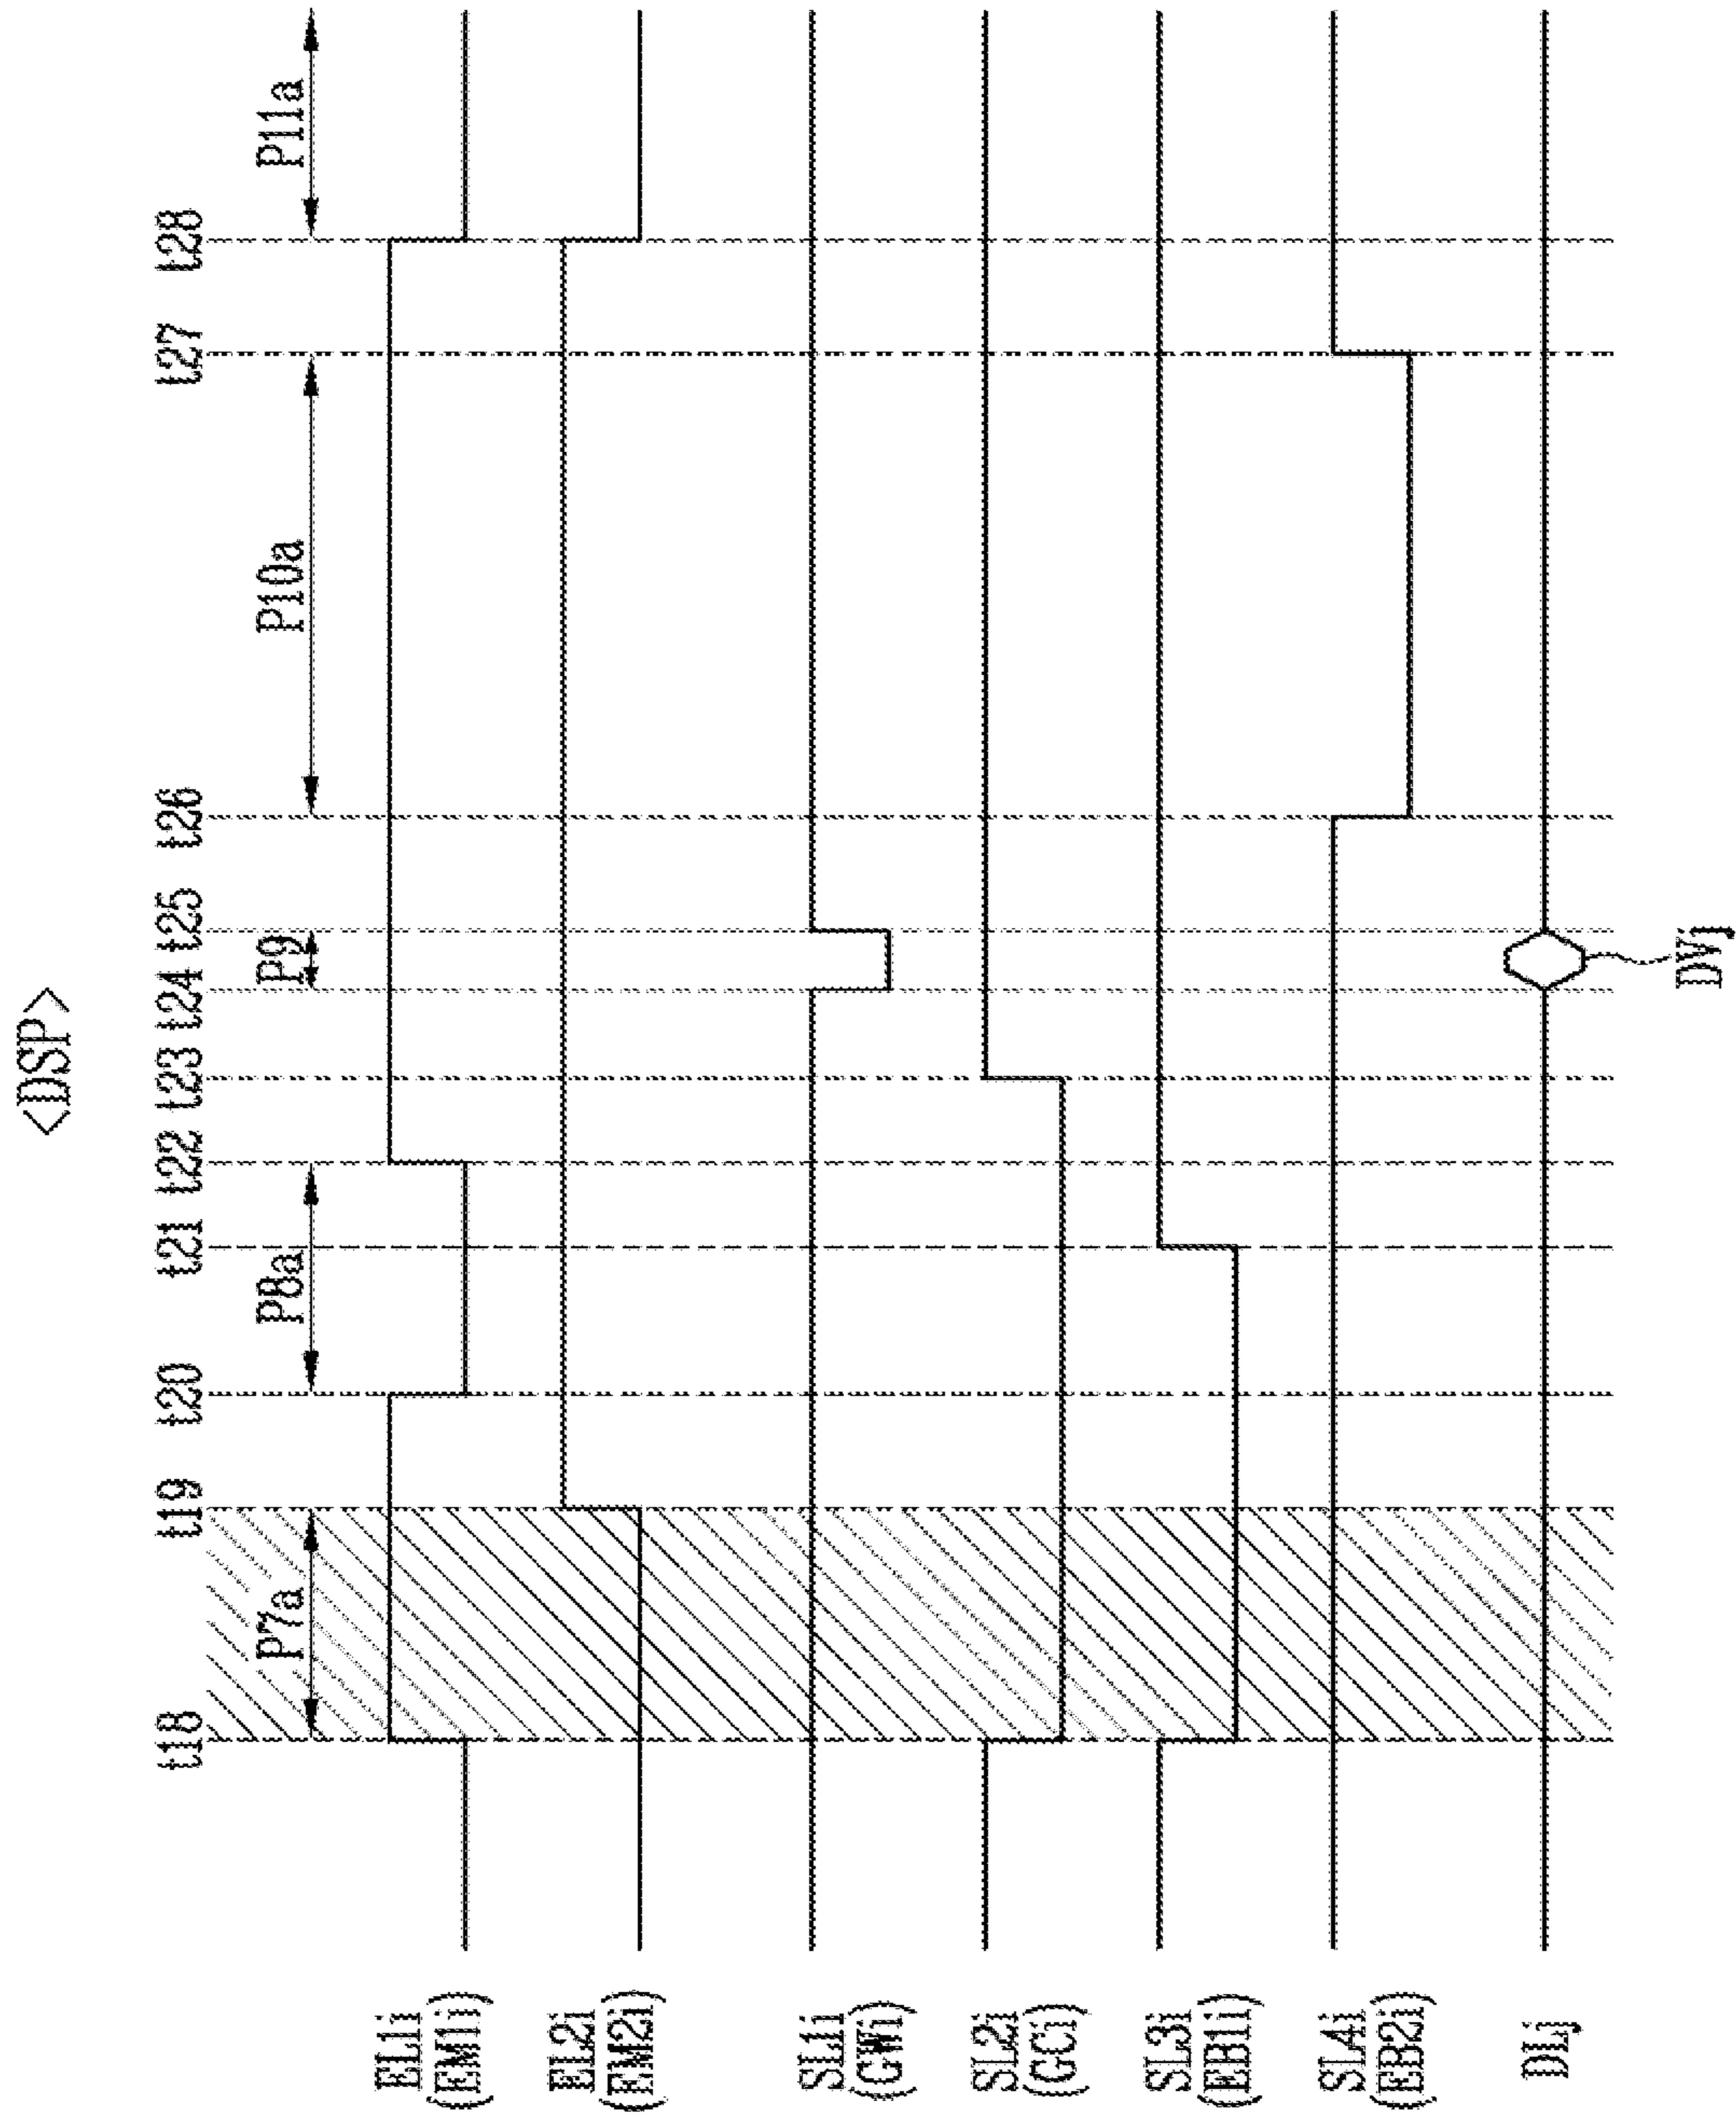 <DSP>
t18 t19 t20 t21 t22 t23 t24 t25 t26 t27 t28
P7a P8a P9 P10a P11a
EL1i
(EM1i)
EL2i
(EM2i)
SL1i
(GWi)
SL2i
(GCi)
SL3i
(EB1i)
SL4i
(EB2i)
DLj
DVj